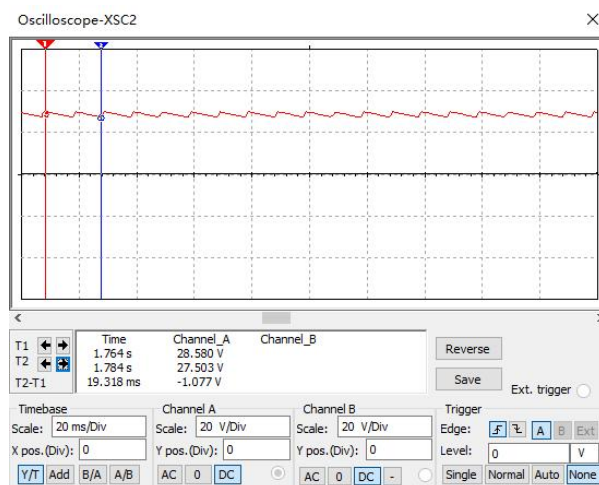 Oscilloscope-XSC2
1
2
T1
T2
T2-T1
Time Channel_A Channel_B
1.764 s 28.580 V
1.784 s 27.503 V
19.318 ms -1.077 V
Reverse
Save
Ext. trigger
Timebase
Scale: 20 ms/Div
X pos.(Div): 0
Y/T Add B/A A/B
Channel A
Scale: 20 V/Div
Y pos.(Div): 0
AC 0 DC
Channel B
Scale: 20 V/Div
Y pos.(Div): 0
AC 0 DC -
Trigger
Edge: A B Ext
Level: 0 V
Single Normal Auto None